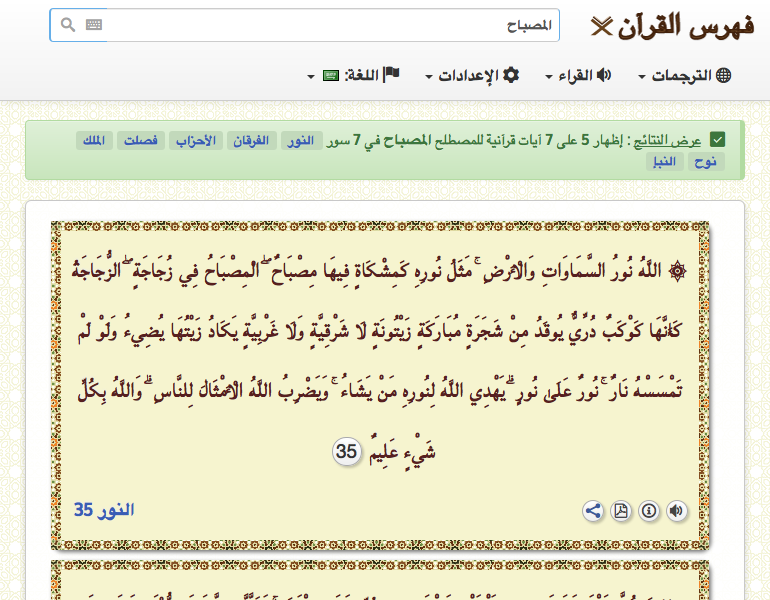 فهرس القرآن
المصباح
الترجمات
القراء
الإعدادات
اللغة:
عرض النتائج : إظهار 5 على 7 آيات قرآنية للمصطلح المصباح في 7 سور النور الفرقان الأحزاب فصلت الملك
نوح النبإ
۞ اللَّهُ نُورُ السَّمَاوَاتِ وَالْأَرْضِ ۚ مَثَلُ نُورِهِ كَمِشْكَاةٍ فِيهَا مِصْبَاحٌ ۖ الْمِصْبَاحُ فِي زُجَاجَةٍ ۖ الزُّجَاجَةُ
كَأَنَّهَا كَوْكَبٌ دُرِّيٌّ يُوقَدُ مِنْ شَجَرَةٍ مُبَارَكَةٍ زَيْتُونَةٍ لَا شَرْقِيَّةٍ وَلَا غَرْبِيَّةٍ يَكَادُ زَيْتُهَا يُضِيءُ وَلَوْ لَمْ
تَمْسَسْهُ نَارٌ ۚ نُورٌ عَلَىٰ نُورٍ ۗ يَهْدِي اللَّهُ لِنُورِهِ مَنْ يَشَاءُ ۚ وَيَضْرِبُ اللَّهُ الْأَمْثَالَ لِلنَّاسِ ۗ وَاللَّهُ بِكُلِّ
شَيْءٍ عَلِيمٌ 35
النور 35